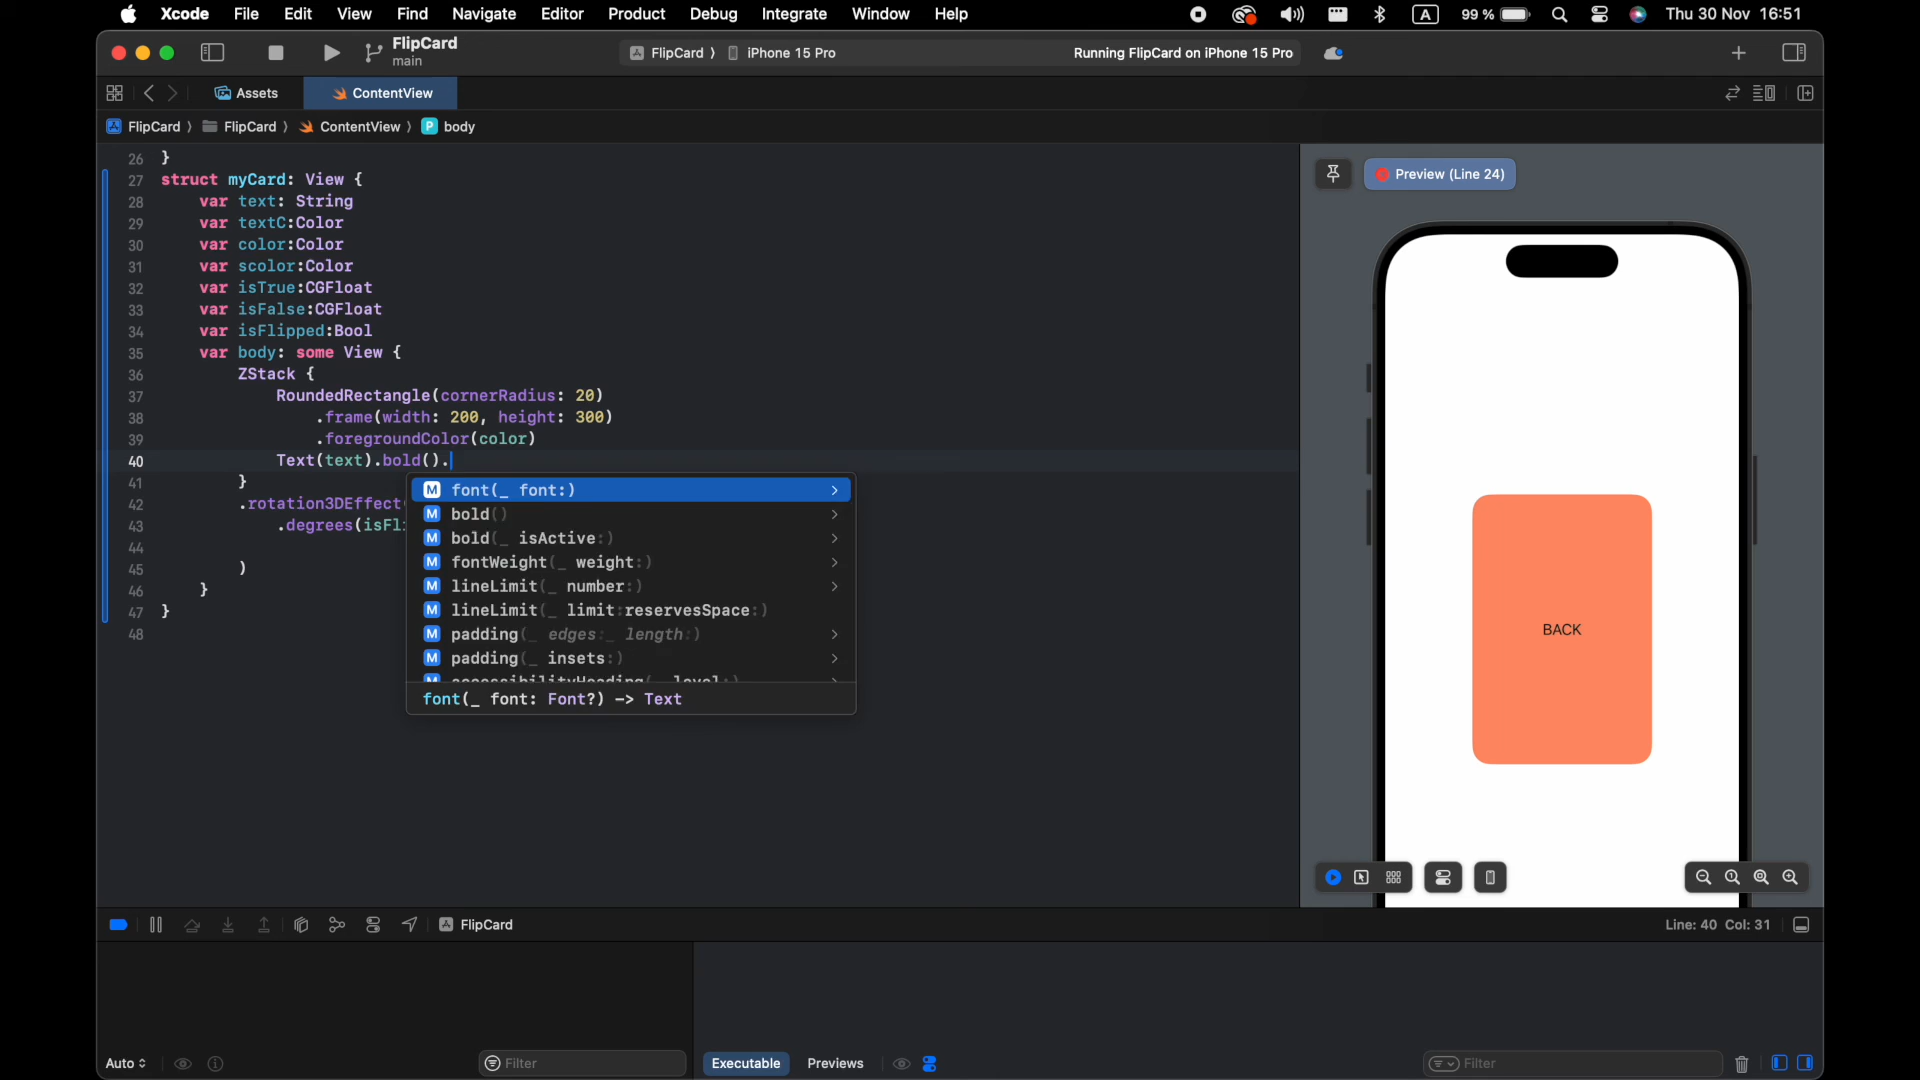 Xcode File Edit View Find Navigate Editor Product Debug Integrate Window Help A 99 % Thu 30 Nov 16:51
FlipCard
main
FlipCard iPhone 15 Pro Running FlipCard on iPhone 15 Pro
Assets ContentView
FlipCard FlipCard ContentView P body
26 }
27 struct myCard: View {
28 var text: String
29 var textC:Color
30 var color:Color
31 var scolor:Color
32 var isTrue:CGFloat
33 var isFalse:CGFloat
34 var isFlipped:Bool
35 var body: some View {
36 ZStack {
37 RoundedRectangle(cornerRadius: 20)
38 .frame(width: 200, height: 300)
39 .foregroundColor(color)
40 Text(text).bold().
41 }
42 .rotation3DEffect
43 .degrees(isFl
44
45 )
46 }
47 }
48
M font(_ font:)
M bold()
M bold(_ isActive:)
M fontWeight(_ weight:)
M lineLimit(_ number:)
M lineLimit(_ limit:reservesSpace:)
M padding(_ edges:_ length:)
M padding(_ insets:)
M accessibilityHeading(_ level:)
font(_ font: Font?) -> Text
Preview (Line 24)
BACK
FlipCard Line: 40 Col: 31
Auto Filter Executable Previews Filter